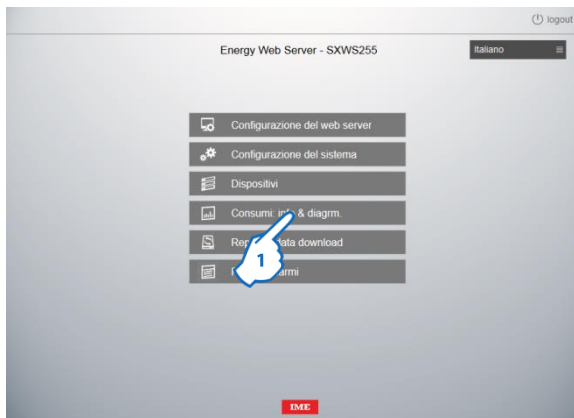 logout
Energy Web Server - SXWS255
Italiano
Configurazione del web server
Configurazione del sistema
Dispositivi
Consumi: info & diagrm.
data download
1
IME